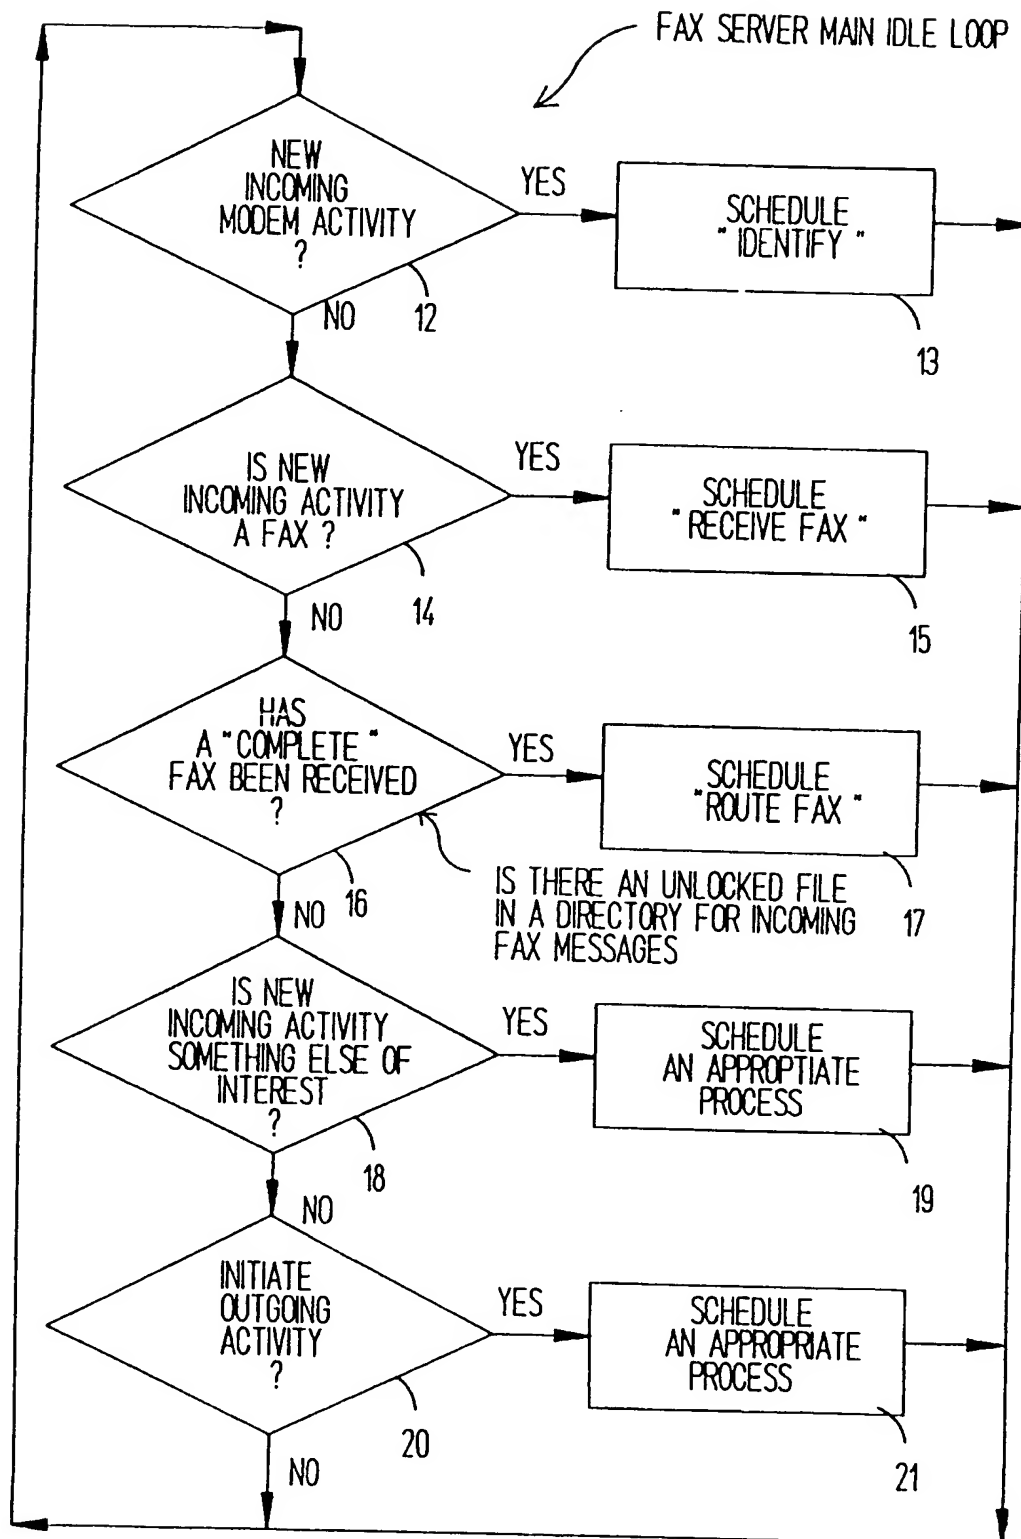 FAX SERVER MAIN IDLE LOOP
NEW
INCOMING
MODEM ACTIVITY
?
12
YES
SCHEDULE
"IDENTIFY"
13
NO
IS NEW
INCOMING ACTIVITY
A FAX ?
14
YES
SCHEDULE
"RECEIVE FAX"
15
NO
HAS
A "COMPLETE"
FAX BEEN RECEIVED
?
16
YES
SCHEDULE
"ROUTE FAX"
17
IS THERE AN UNLOCKED FILE
IN A DIRECTORY FOR INCOMING
FAX MESSAGES
NO
IS NEW
INCOMING ACTIVITY
SOMETHING ELSE OF
INTEREST
?
18
YES
SCHEDULE
AN APPROPTIATE
PROCESS
19
NO
INITIATE
OUTGOING
ACTIVITY
?
20
YES
SCHEDULE
AN APPROPRIATE
PROCESS
21
NO